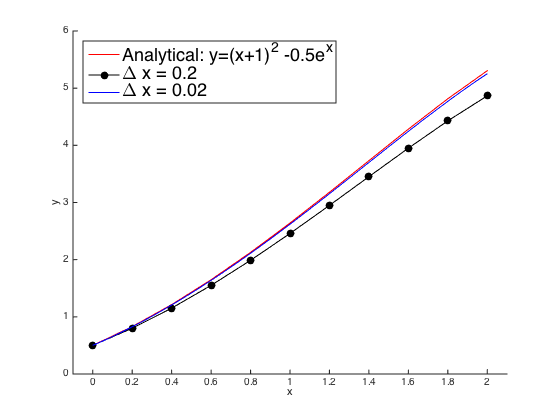 Analytical: y=(x+1)^2 -0.5e^x
Δ x = 0.2
Δ x = 0.02
6
5
4
3
2
1
0
y
0 0.2 0.4 0.6 0.8 1 1.2 1.4 1.6 1.8 2
x